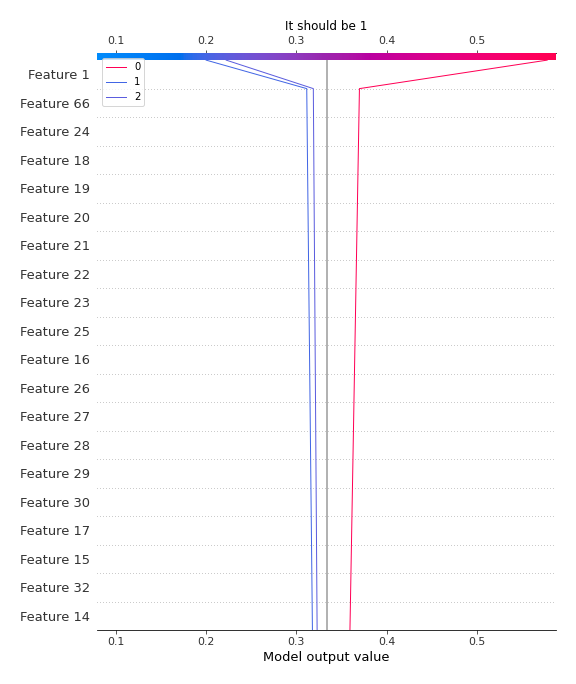 It should be 1
0.1 0.2 0.3 0.4 0.5
0
1
2
Feature 1
Feature 66
Feature 24
Feature 18
Feature 19
Feature 20
Feature 21
Feature 22
Feature 23
Feature 25
Feature 16
Feature 26
Feature 27
Feature 28
Feature 29
Feature 30
Feature 17
Feature 15
Feature 32
Feature 14
0.1 0.2 0.3 0.4 0.5
Model output value